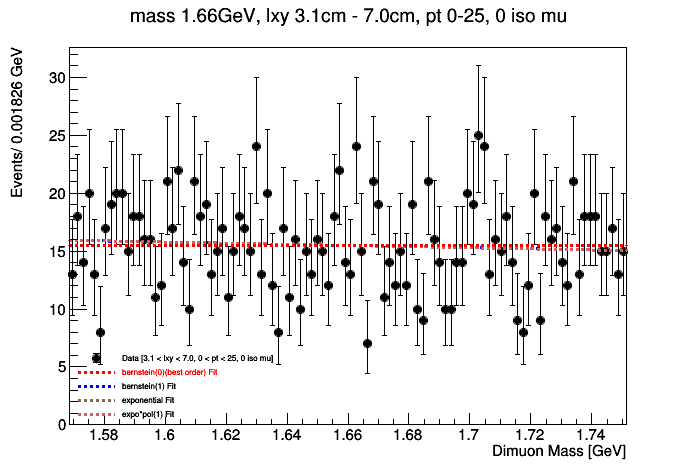 mass 1.66GeV, lxy 3.1cm - 7.0cm, pt 0-25, 0 iso mu
Events/ 0.001826 GeV
30
25
20
15
10
5
0
Data [3.1 < lxy < 7.0, 0 < pt < 25, 0 iso mu]
bernstein(0)(best order) Fit
bernstein(1) Fit
exponential Fit
expo*pol(1) Fit
1.58 1.6 1.62 1.64 1.66 1.68 1.7 1.72 1.74
Dimuon Mass [GeV]